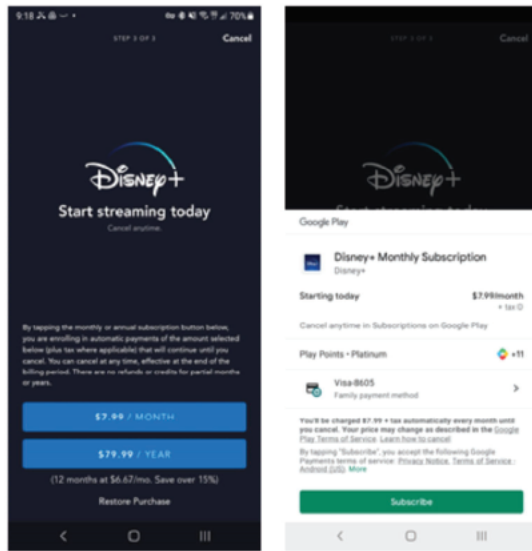 9:18
70%
STEP 3 OF 3
Cancel
Disney+
Start streaming today
Cancel anytime.
By tapping the monthly or annual subscription button below,
you are enrolling in automatic payments of the amount selected
below (plus tax where applicable) that will continue until you
cancel. You can cancel at any time, effective at the end of the
billing period. There are no refunds or credits for partial months
or years.
$7.99 / MONTH
$79.99 / YEAR
(12 months at $6.67/mo. Save over 15%)
Restore Purchase
STEP 3 OF 3
Cancel
Disney+
Start streaming today
Google Play
Disney+ Monthly Subscription
Disney+
Starting today
$7.99/month
+ tax
Cancel anytime in Subscriptions on Google Play
Play Points • Platinum
+11
Visa-8605
Family payment method
You'll be charged $7.99 + tax automatically every month until
you cancel. Your price may change as described in the Google
Play Terms of Service. Learn how to cancel
By tapping "Subscribe", you accept the following Google
Payments terms of service: Privacy Notice, Terms of Service -
Android (US). More
Subscribe